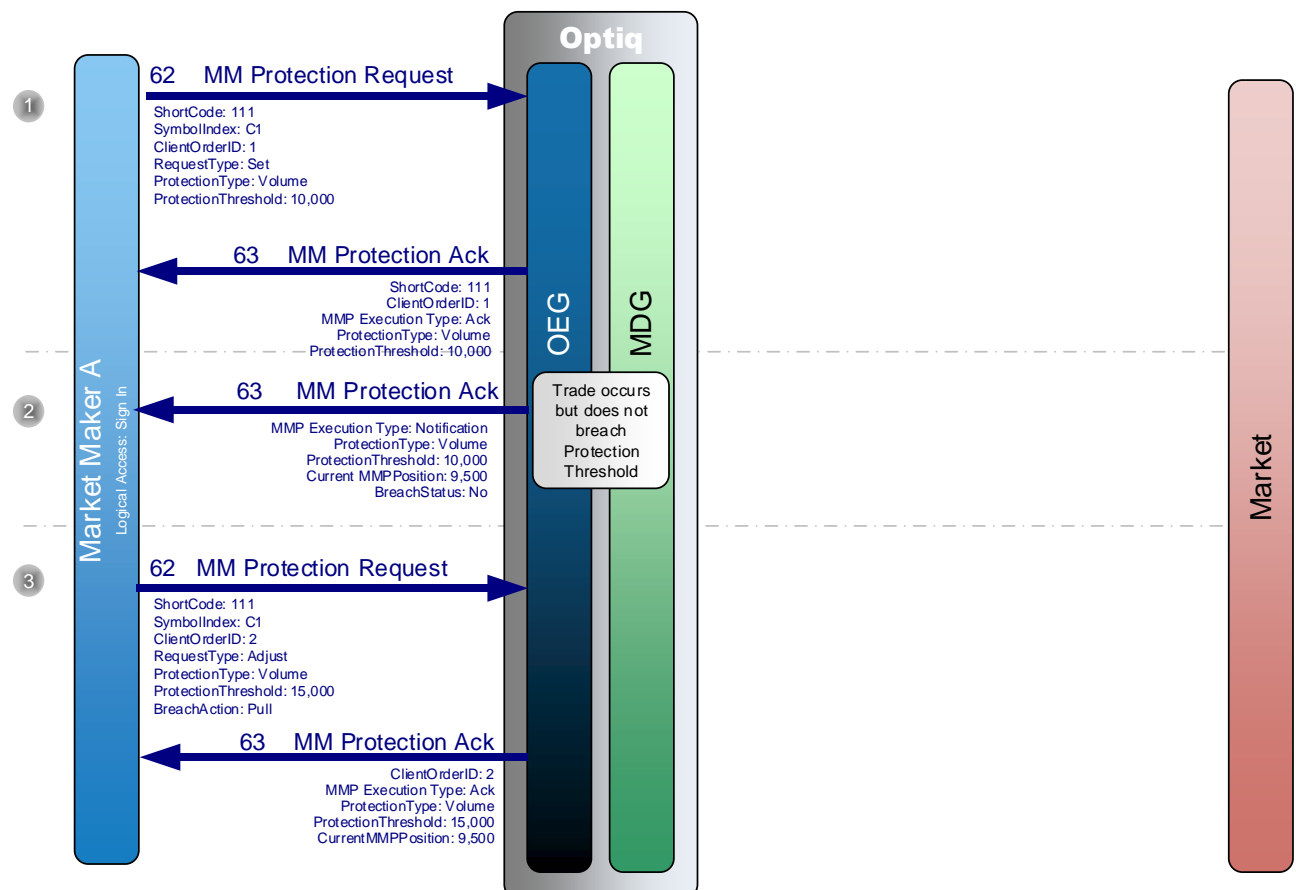 Optiq
1
62 MM Protection Request
ShortCode: 111
SymbolIndex: C1
ClientOrderID: 1
RequestType: Set
ProtectionType: Volume
ProtectionThreshold: 10,000
63 MM Protection Ack
ShortCode: 111
ClientOrderID: 1
MMP Execution Type: Ack
ProtectionType: Volume
ProtectionThreshold: 10,000
OEG
MDG
Market Maker A
Logical Access: Sign In
Market
2
63 MM Protection Ack
MMP Execution Type: Notification
ProtectionType: Volume
ProtectionThreshold: 10,000
Current MMPPosition: 9,500
BreachStatus: No
Trade occurs
but does not
breach
Protection
Threshold
3
62 MM Protection Request
ShortCode: 111
SymbolIndex: C1
ClientOrderID: 2
RequestType: Adjust
ProtectionType: Volume
ProtectionThreshold: 15,000
BreachAction: Pull
63 MM Protection Ack
ClientOrderID: 2
MMP Execution Type: Ack
ProtectionType: Volume
ProtectionThreshold: 15,000
CurrentMMPPosition: 9,500